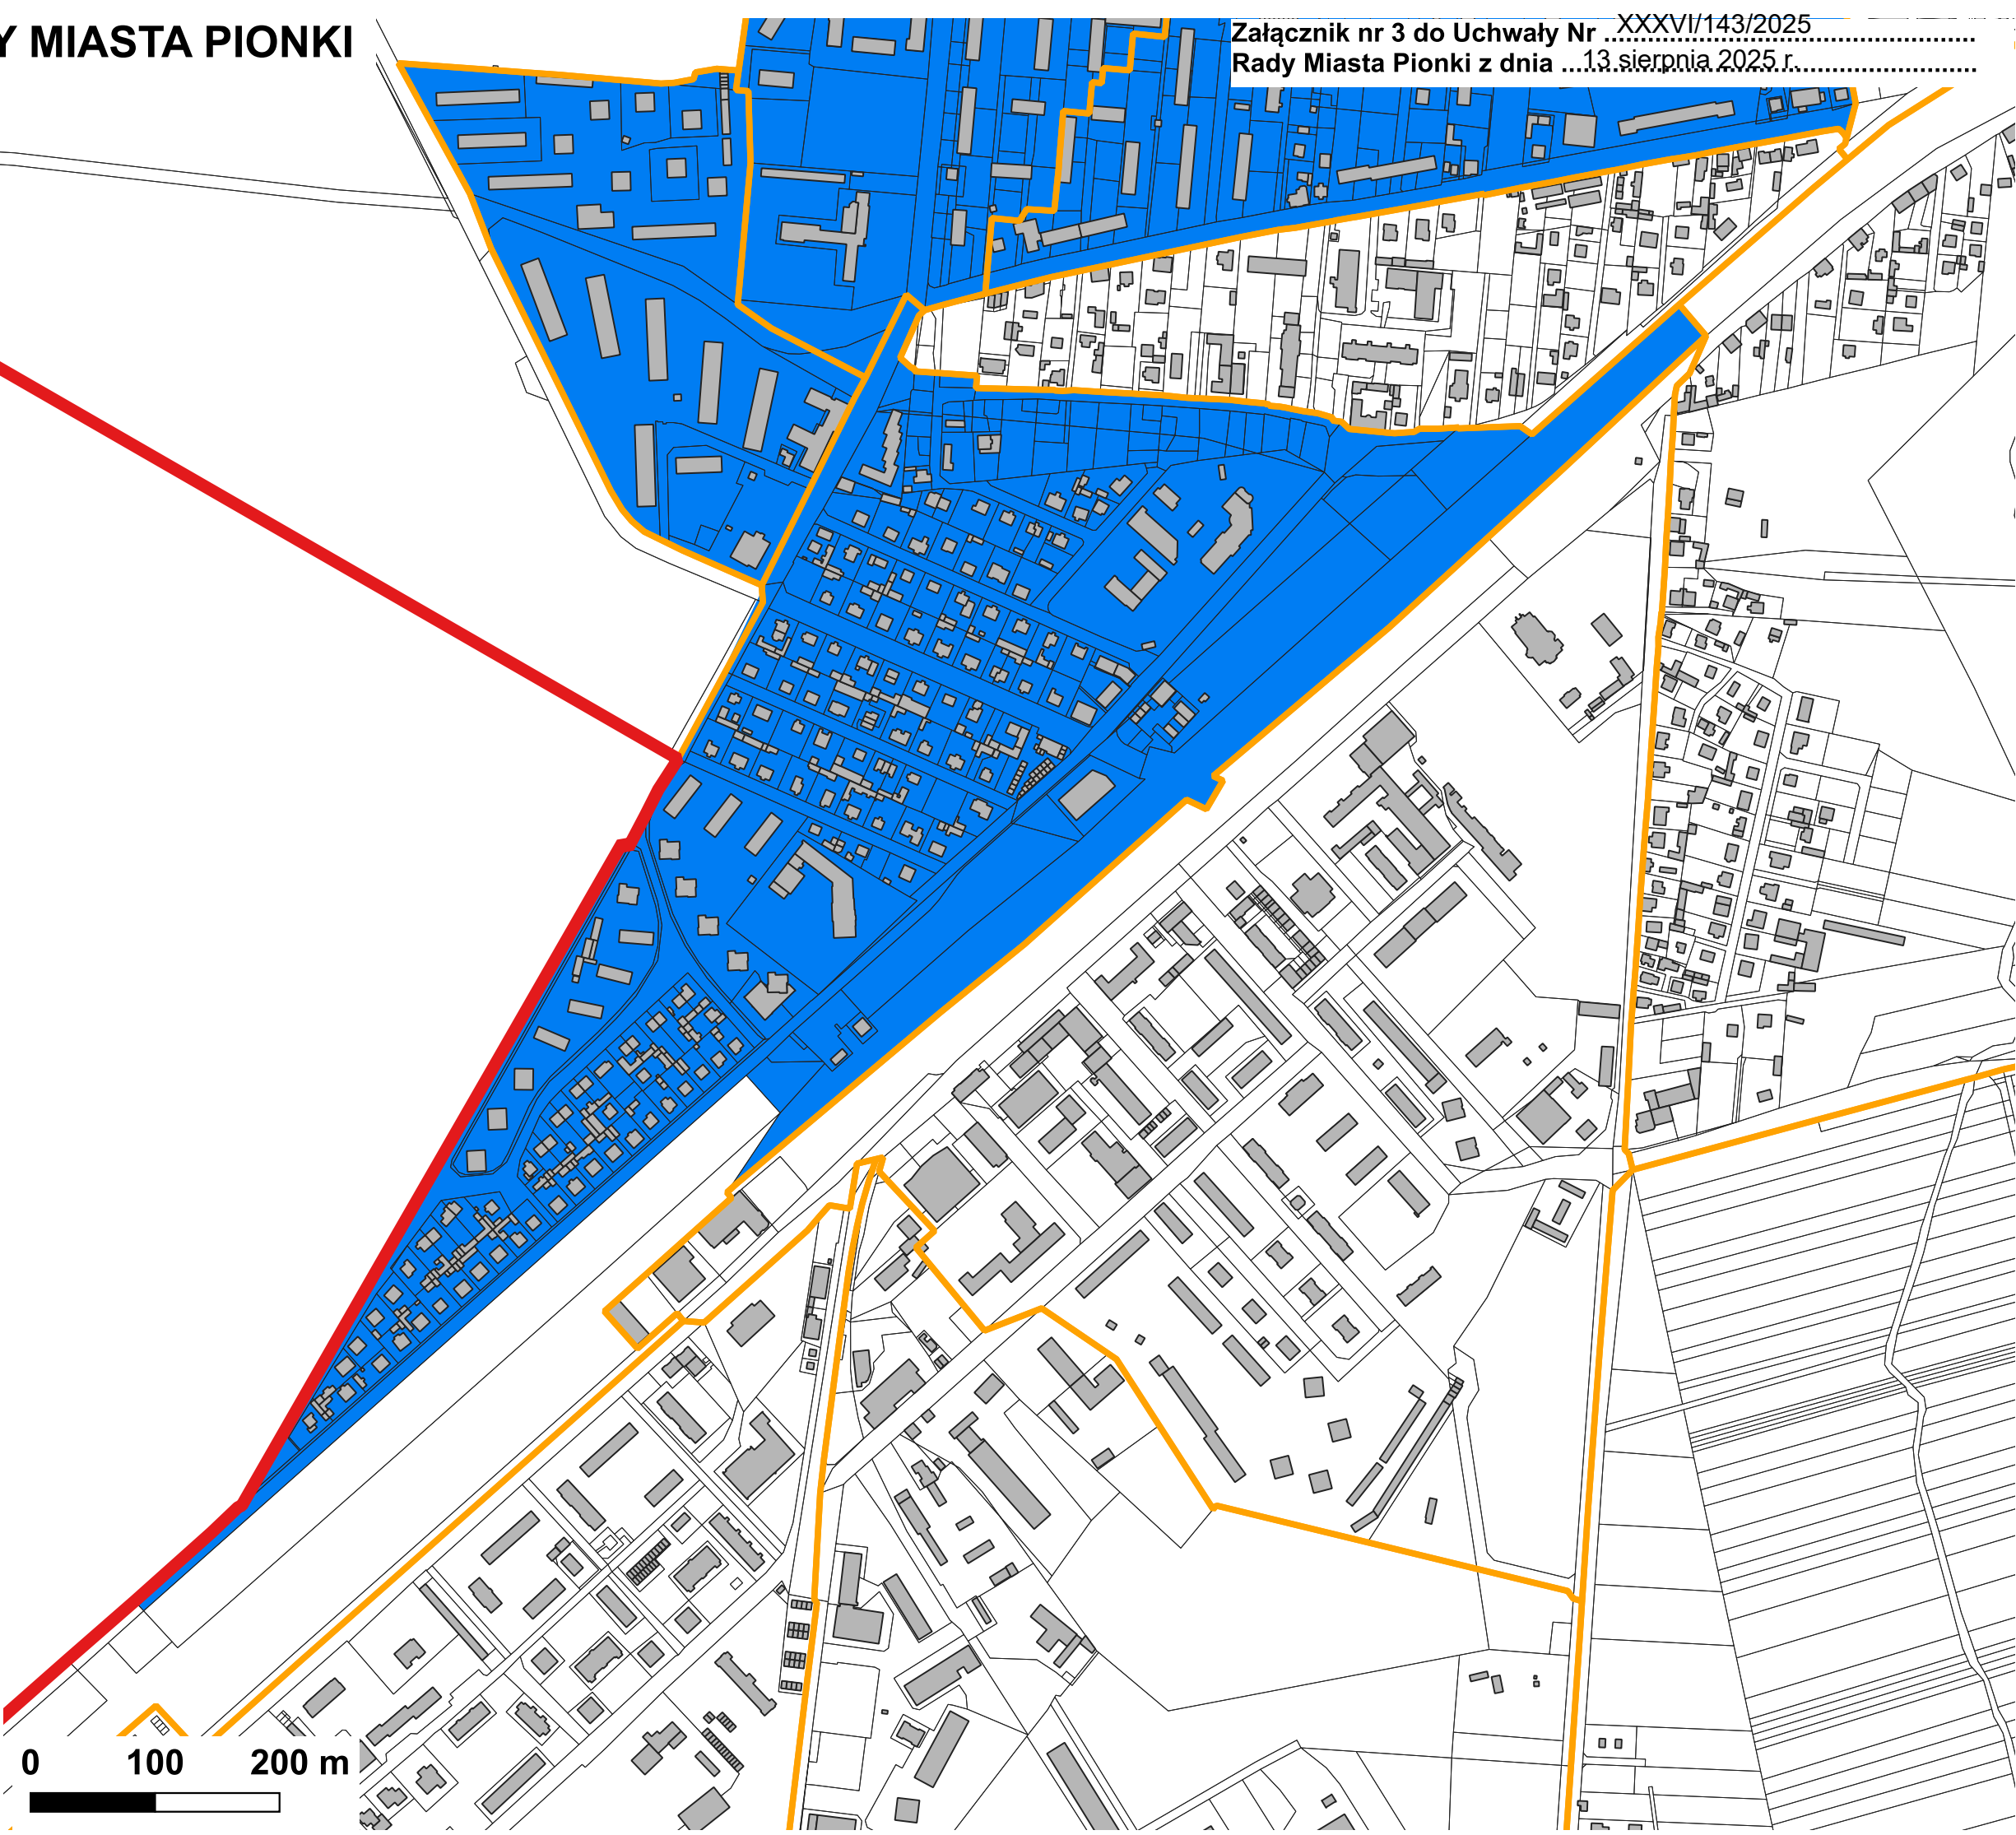 Y MIASTA PIONKI
Załącznik nr 3 do Uchwały Nr ...XXXVI/143/2025...
Rady Miasta Pionki z dnia ...13 sierpnia 2025 r....
0 100 200 m